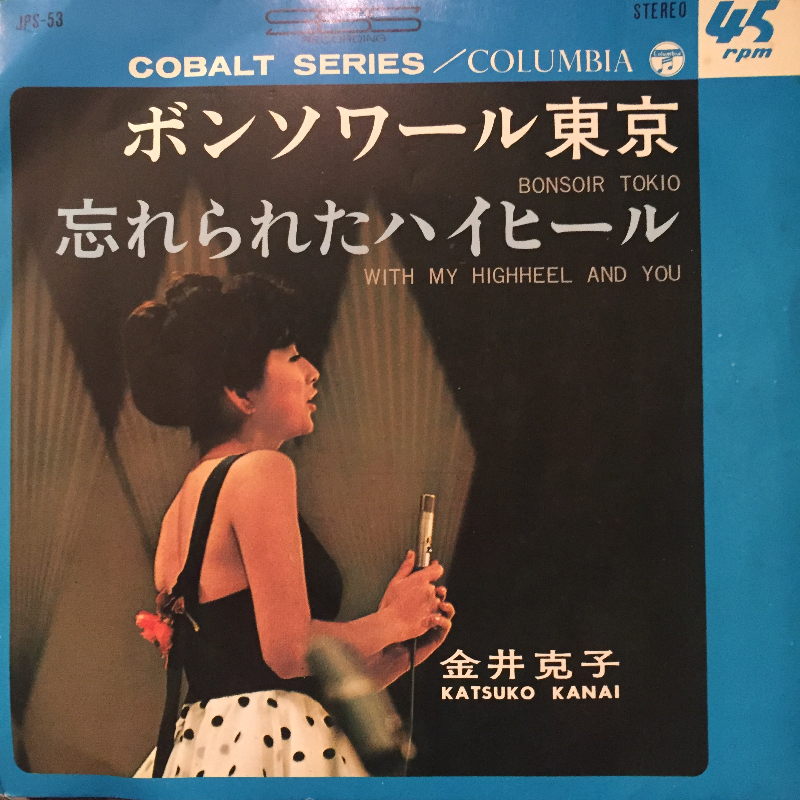 JPS-53
RECORDING
STEREO
45
rpm
COBALT SERIES / COLUMBIA
Columbia
ボンソワール東京
BONSOIR TOKIO
忘れられたハイヒール
WITH MY HIGHHEEL AND YOU
金井克子
KATSUKO KANAI